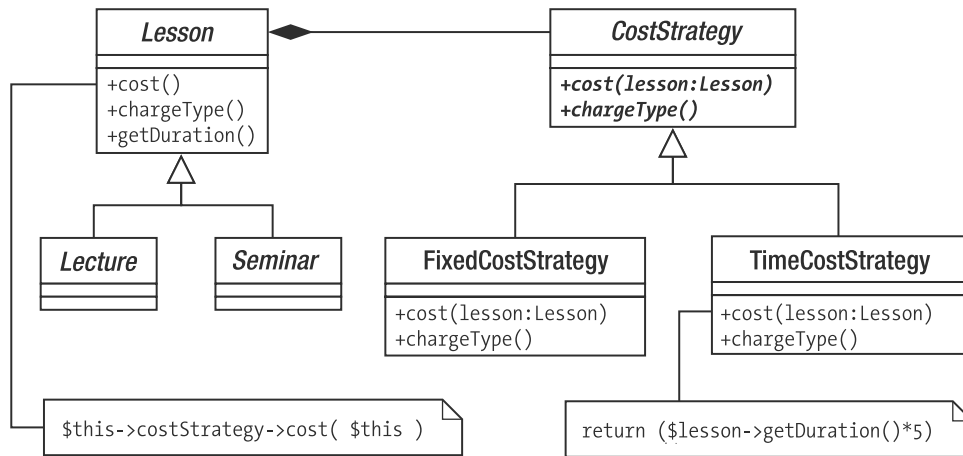 Lesson
+cost()
+chargeType()
+getDuration()
CostStrategy
+cost(lesson:Lesson)
+chargeType()
Lecture
Seminar
FixedCostStrategy
+cost(lesson:Lesson)
+chargeType()
TimeCostStrategy
+cost(lesson:Lesson)
+chargeType()
$this->costStrategy->cost( $this )
return ($lesson->getDuration()*5)